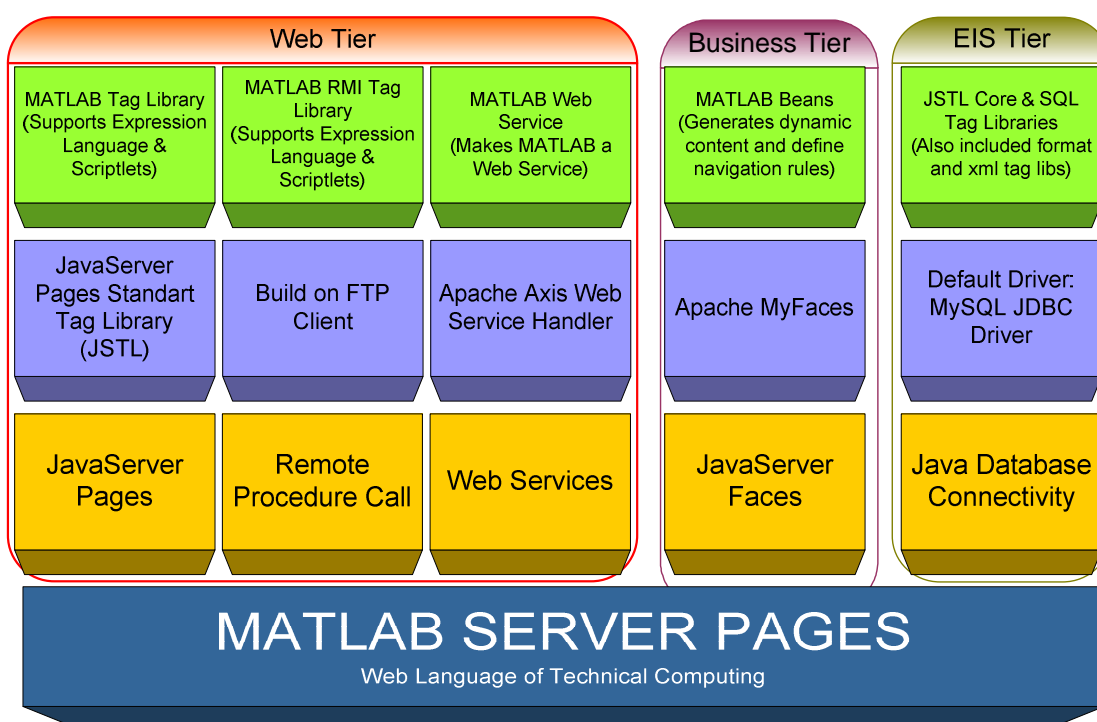 Web Tier
MATLAB Tag Library
(Supports Expression
Language &
Scriptlets)
MATLAB RMI Tag
Library
(Supports Expression
Language &
Scriptlets)
MATLAB Web
Service
(Makes MATLAB a
Web Service)
JavaServer
Pages Standart
Tag Library
(JSTL)
Build on FTP
Client
Apache Axis Web
Service Handler
JavaServer
Pages
Remote
Procedure Call
Web Services
Business Tier
MATLAB Beans
(Generates dynamic
content and define
navigation rules)
Apache MyFaces
JavaServer
Faces
EIS Tier
JSTL Core & SQL
Tag Libraries
(Also included format
and xml tag libs)
Default Driver:
MySQL JDBC
Driver
Java Database
Connectivity
MATLAB SERVER PAGES
Web Language of Technical Computing